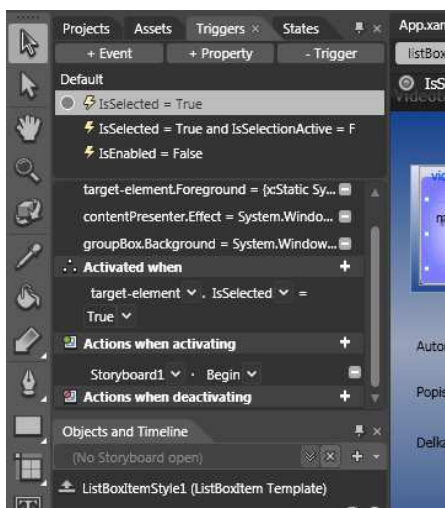 Projects Assets Triggers × States
App.xan
+ Event + Property - Trigger
listBox
Default
IsSelected = True
IsSelected = True and IsSelectionActive = F
IsEnabled = False
target-element.Foreground = {x:Static Sy...
contentPresenter.Effect = System.Windo...
groupBox.Background = System.Window...
Activated when +
target-element . IsSelected =
True
Actions when activating +
Storyboard1 · Begin
Actions when deactivating +
Autor
Popis
Delka
Objects and Timeline
(No Storyboard open)
ListBoxItemStyle1 (ListBoxItem Template)